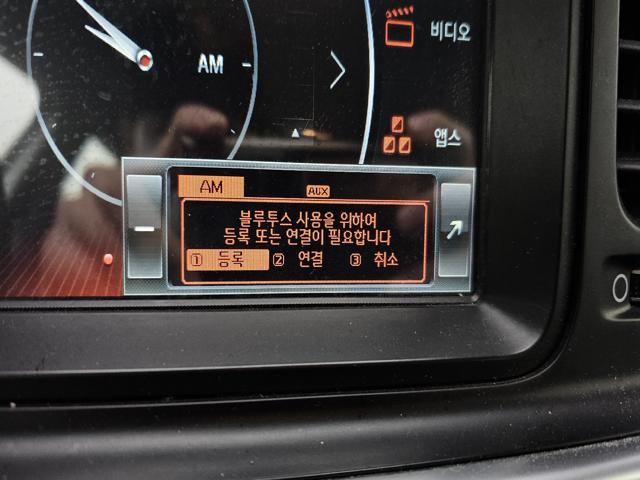 비디오
AM
앱스
AM AUX
블루투스 사용을 위하여
등록 또는 연결이 필요합니다
① 등록 ② 연결 ③ 취소